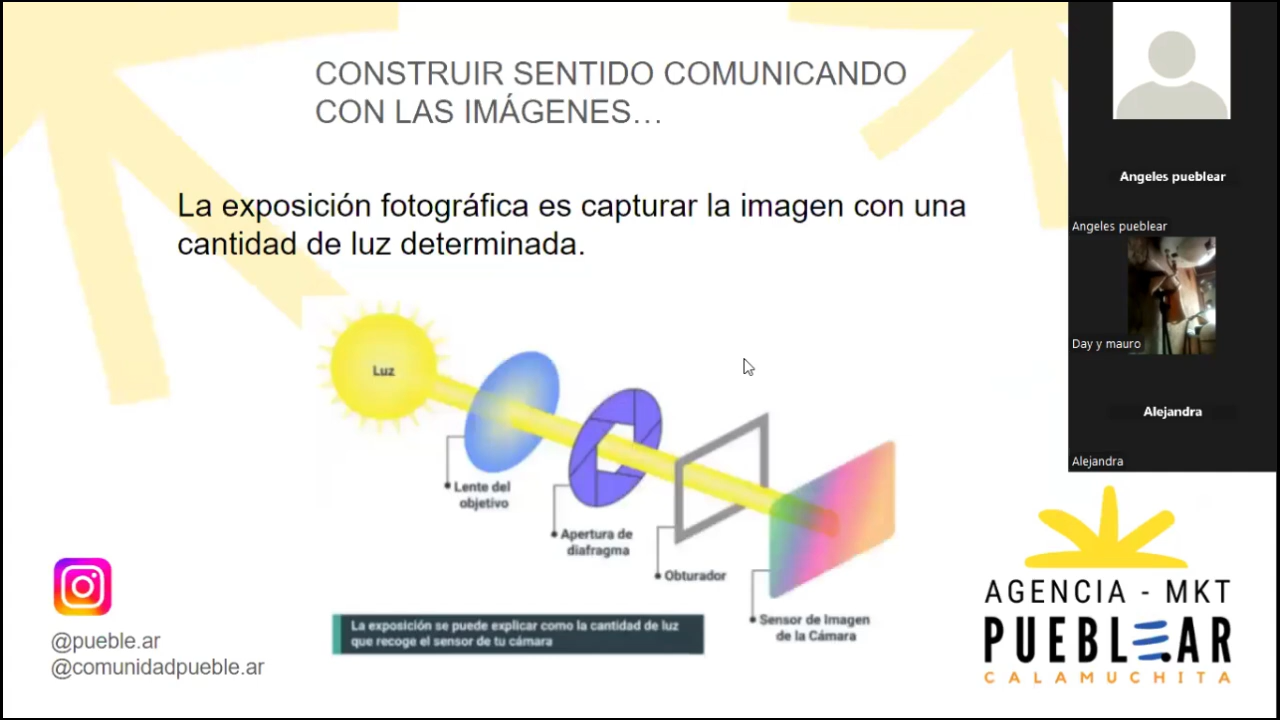 CONSTRUIR SENTIDO COMUNICANDO
CON LAS IMÁGENES…
La exposición fotográfica es capturar la imagen con una
cantidad de luz determinada.
Luz
Lente del
objetivo
Apertura de
diafragma
Obturador
Sensor de Imagen
de la Cámara
La exposición se puede explicar como la cantidad de luz
que recoge el sensor de tu cámara
@pueble.ar
@comunidadpueble.ar
Angeles pueblear
Angeles pueblear
Day y mauro
Alejandra
Alejandra
AGENCIA - MKT
PUEBLE.AR
CALAMUCHITA